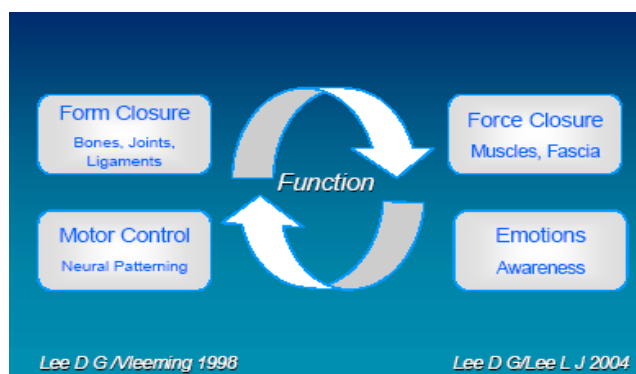 Form Closure
Bones, Joints,
Ligaments
Force Closure
Muscles, Fascia
Function
Motor Control
Neural Patterning
Emotions
Awareness
Lee D G /Vleeming 1998
Lee D G/Lee L J 2004